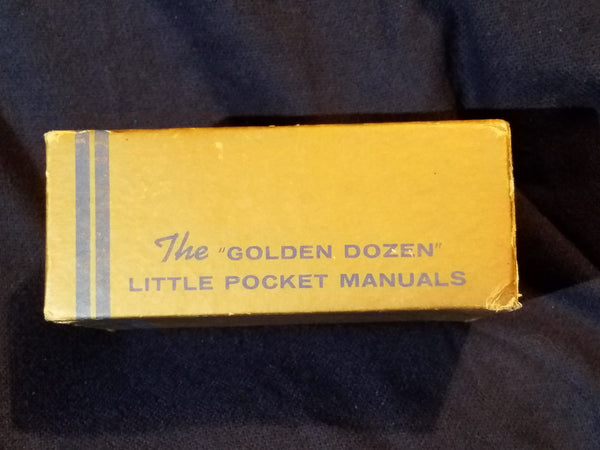 The "GOLDEN DOZEN"
LITTLE POCKET MANUALS